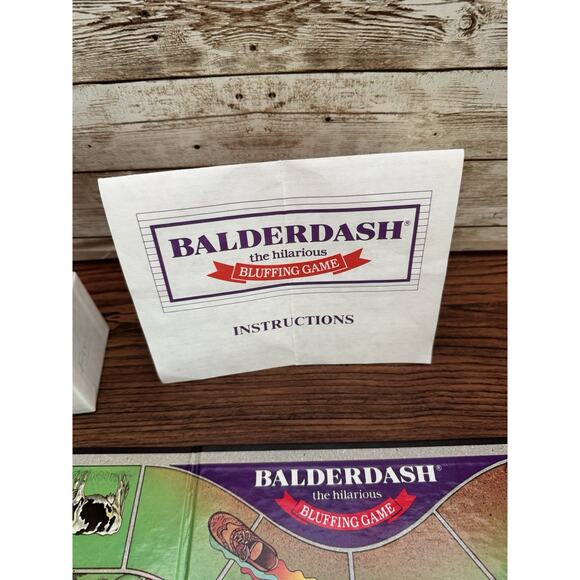 BALDERDASH®
the hilarious
BLUFFING GAME
INSTRUCTIONS
BALDERDASH®
the hilarious
BLUFFING GAME